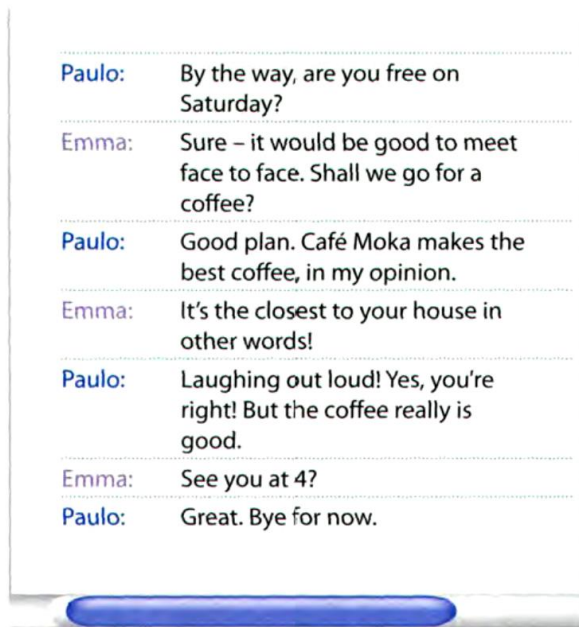 Paulo: By the way, are you free on
Saturday?
Emma: Sure – it would be good to meet
face to face. Shall we go for a
coffee?
Paulo: Good plan. Café Moka makes the
best coffee, in my opinion.
Emma: It's the closest to your house in
other words!
Paulo: Laughing out loud! Yes, you're
right! But the coffee really is
good.
Emma: See you at 4?
Paulo: Great. Bye for now.